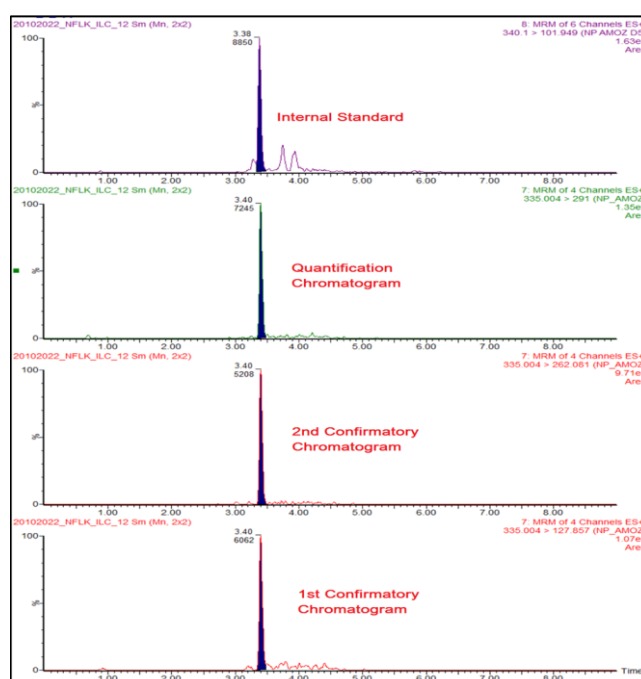 20102022_NFLK_ILC_12 Sm (Mn, 2x2)
8: MRM of 6 Channels ES+
340.1 > 101.949 (NP AMOZ D5
1.63e
Are
3.38
8850
100
%
0
Internal Standard
1.00 2.00 3.00 4.00 5.00 6.00 7.00 8.00
20102022_NFLK_ILC_12 Sm (Mn, 2x2)
7: MRM of 4 Channels ES+
335.004 > 291 (NP_AMOZ
1.35e
Are
3.40
7245
100
%
0
Quantification
Chromatogram
1.00 2.00 3.00 4.00 5.00 6.00 7.00 8.00
20102022_NFLK_ILC_12 Sm (Mn, 2x2)
7: MRM of 4 Channels ES+
335.004 > 262.081 (NP_AMOZ
9.71e
Are
3.40
5208
100
%
0
2nd Confirmatory
Chromatogram
1.00 2.00 3.00 4.00 5.00 6.00 7.00 8.00
20102022_NFLK_ILC_12 Sm (Mn, 2x2)
7: MRM of 4 Channels ES+
335.004 > 127.857 (NP_AMOZ
1.07e
Are
3.40
6062
100
%
0
1st Confirmatory
Chromatogram
1.00 2.00 3.00 4.00 5.00 6.00 7.00 8.00
Time